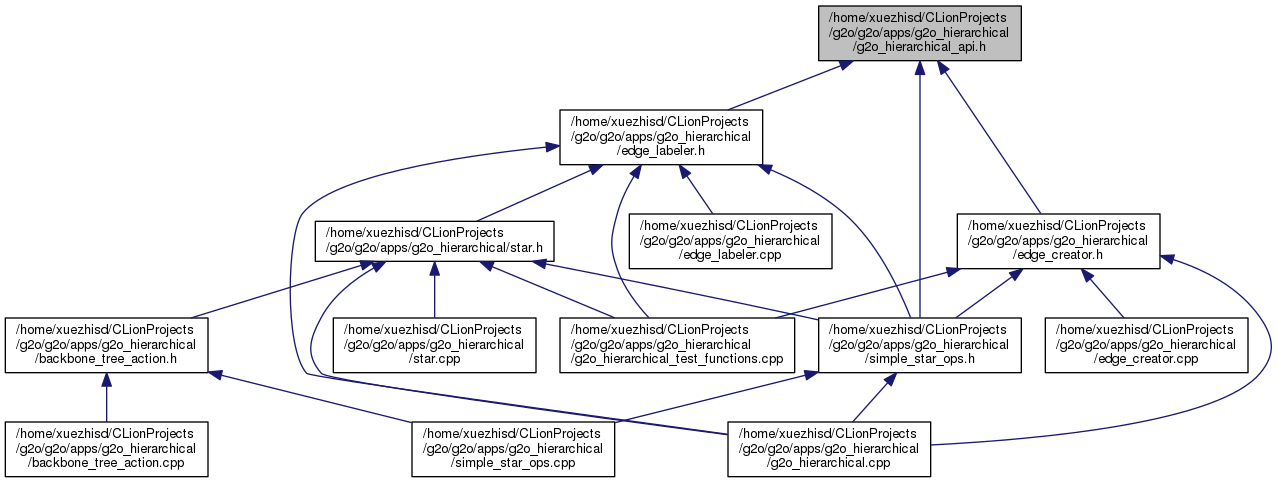 /home/xuezhisd/CLionProjects
/g2o/g2o/apps/g2o_hierarchical
/g2o_hierarchical_api.h
/home/xuezhisd/CLionProjects
/g2o/g2o/apps/g2o_hierarchical
/edge_labeler.h
/home/xuezhisd/CLionProjects
/g2o/g2o/apps/g2o_hierarchical/star.h
/home/xuezhisd/CLionProjects
/g2o/g2o/apps/g2o_hierarchical
/edge_labeler.cpp
/home/xuezhisd/CLionProjects
/g2o/g2o/apps/g2o_hierarchical
/edge_creator.h
/home/xuezhisd/CLionProjects
/g2o/g2o/apps/g2o_hierarchical
/backbone_tree_action.h
/home/xuezhisd/CLionProjects
/g2o/g2o/apps/g2o_hierarchical
/star.cpp
/home/xuezhisd/CLionProjects
/g2o/g2o/apps/g2o_hierarchical
/g2o_hierarchical_test_functions.cpp
/home/xuezhisd/CLionProjects
/g2o/g2o/apps/g2o_hierarchical
/simple_star_ops.h
/home/xuezhisd/CLionProjects
/g2o/g2o/apps/g2o_hierarchical
/edge_creator.cpp
/home/xuezhisd/CLionProjects
/g2o/g2o/apps/g2o_hierarchical
/backbone_tree_action.cpp
/home/xuezhisd/CLionProjects
/g2o/g2o/apps/g2o_hierarchical
/simple_star_ops.cpp
/home/xuezhisd/CLionProjects
/g2o/g2o/apps/g2o_hierarchical
/g2o_hierarchical.cpp